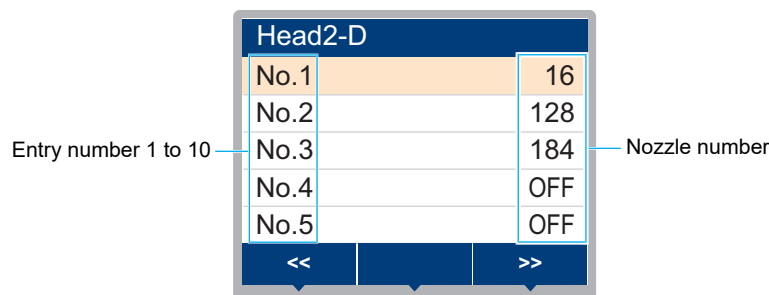 Head2-D
No.1 16
No.2 128
Entry number 1 to 10 No.3 184 Nozzle number
No.4 OFF
No.5 OFF
<< >>